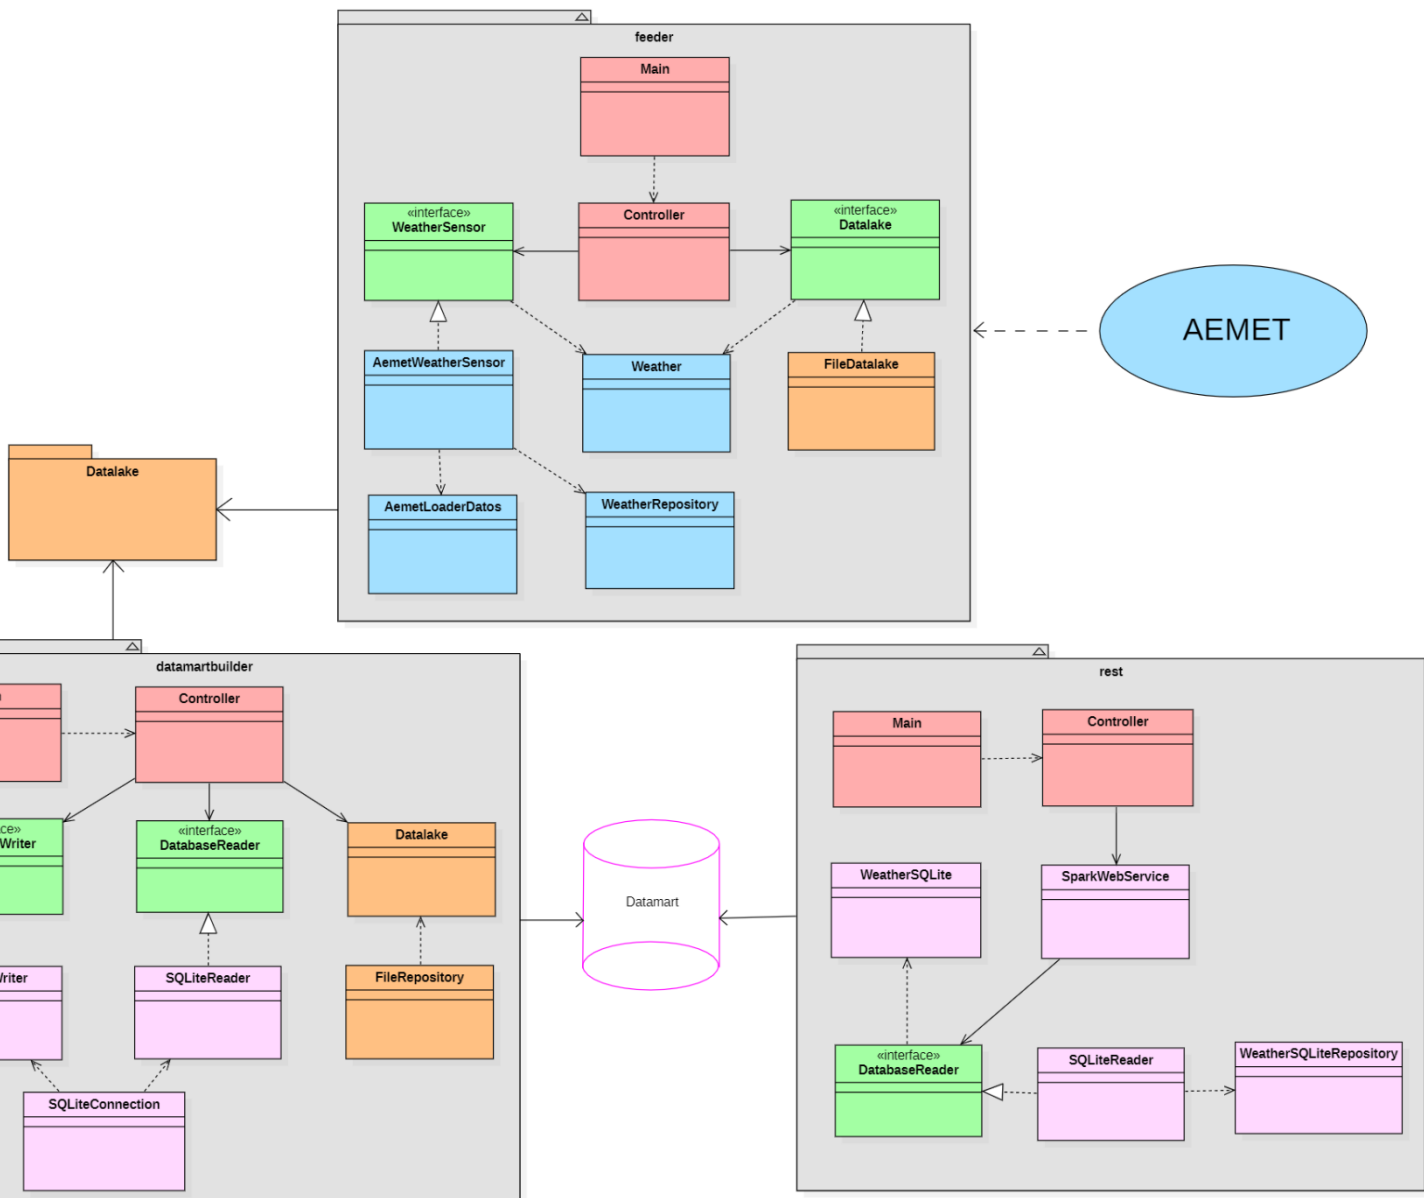 feeder
Main
«interface»
WeatherSensor
Controller
«interface»
Datalake
AEMET
AemetWeatherSensor
Weather
FileDatalake
Datalake
AemetLoaderDatos
WeatherRepository
datamartbuilder
Controller
ce»
Writer
«interface»
DatabaseReader
Datalake
riter
SQLiteReader
FileRepository
SQLiteConnection
Datamart
rest
Main
Controller
WeatherSQLite
SparkWebService
«interface»
DatabaseReader
SQLiteReader
WeatherSQLiteRepository